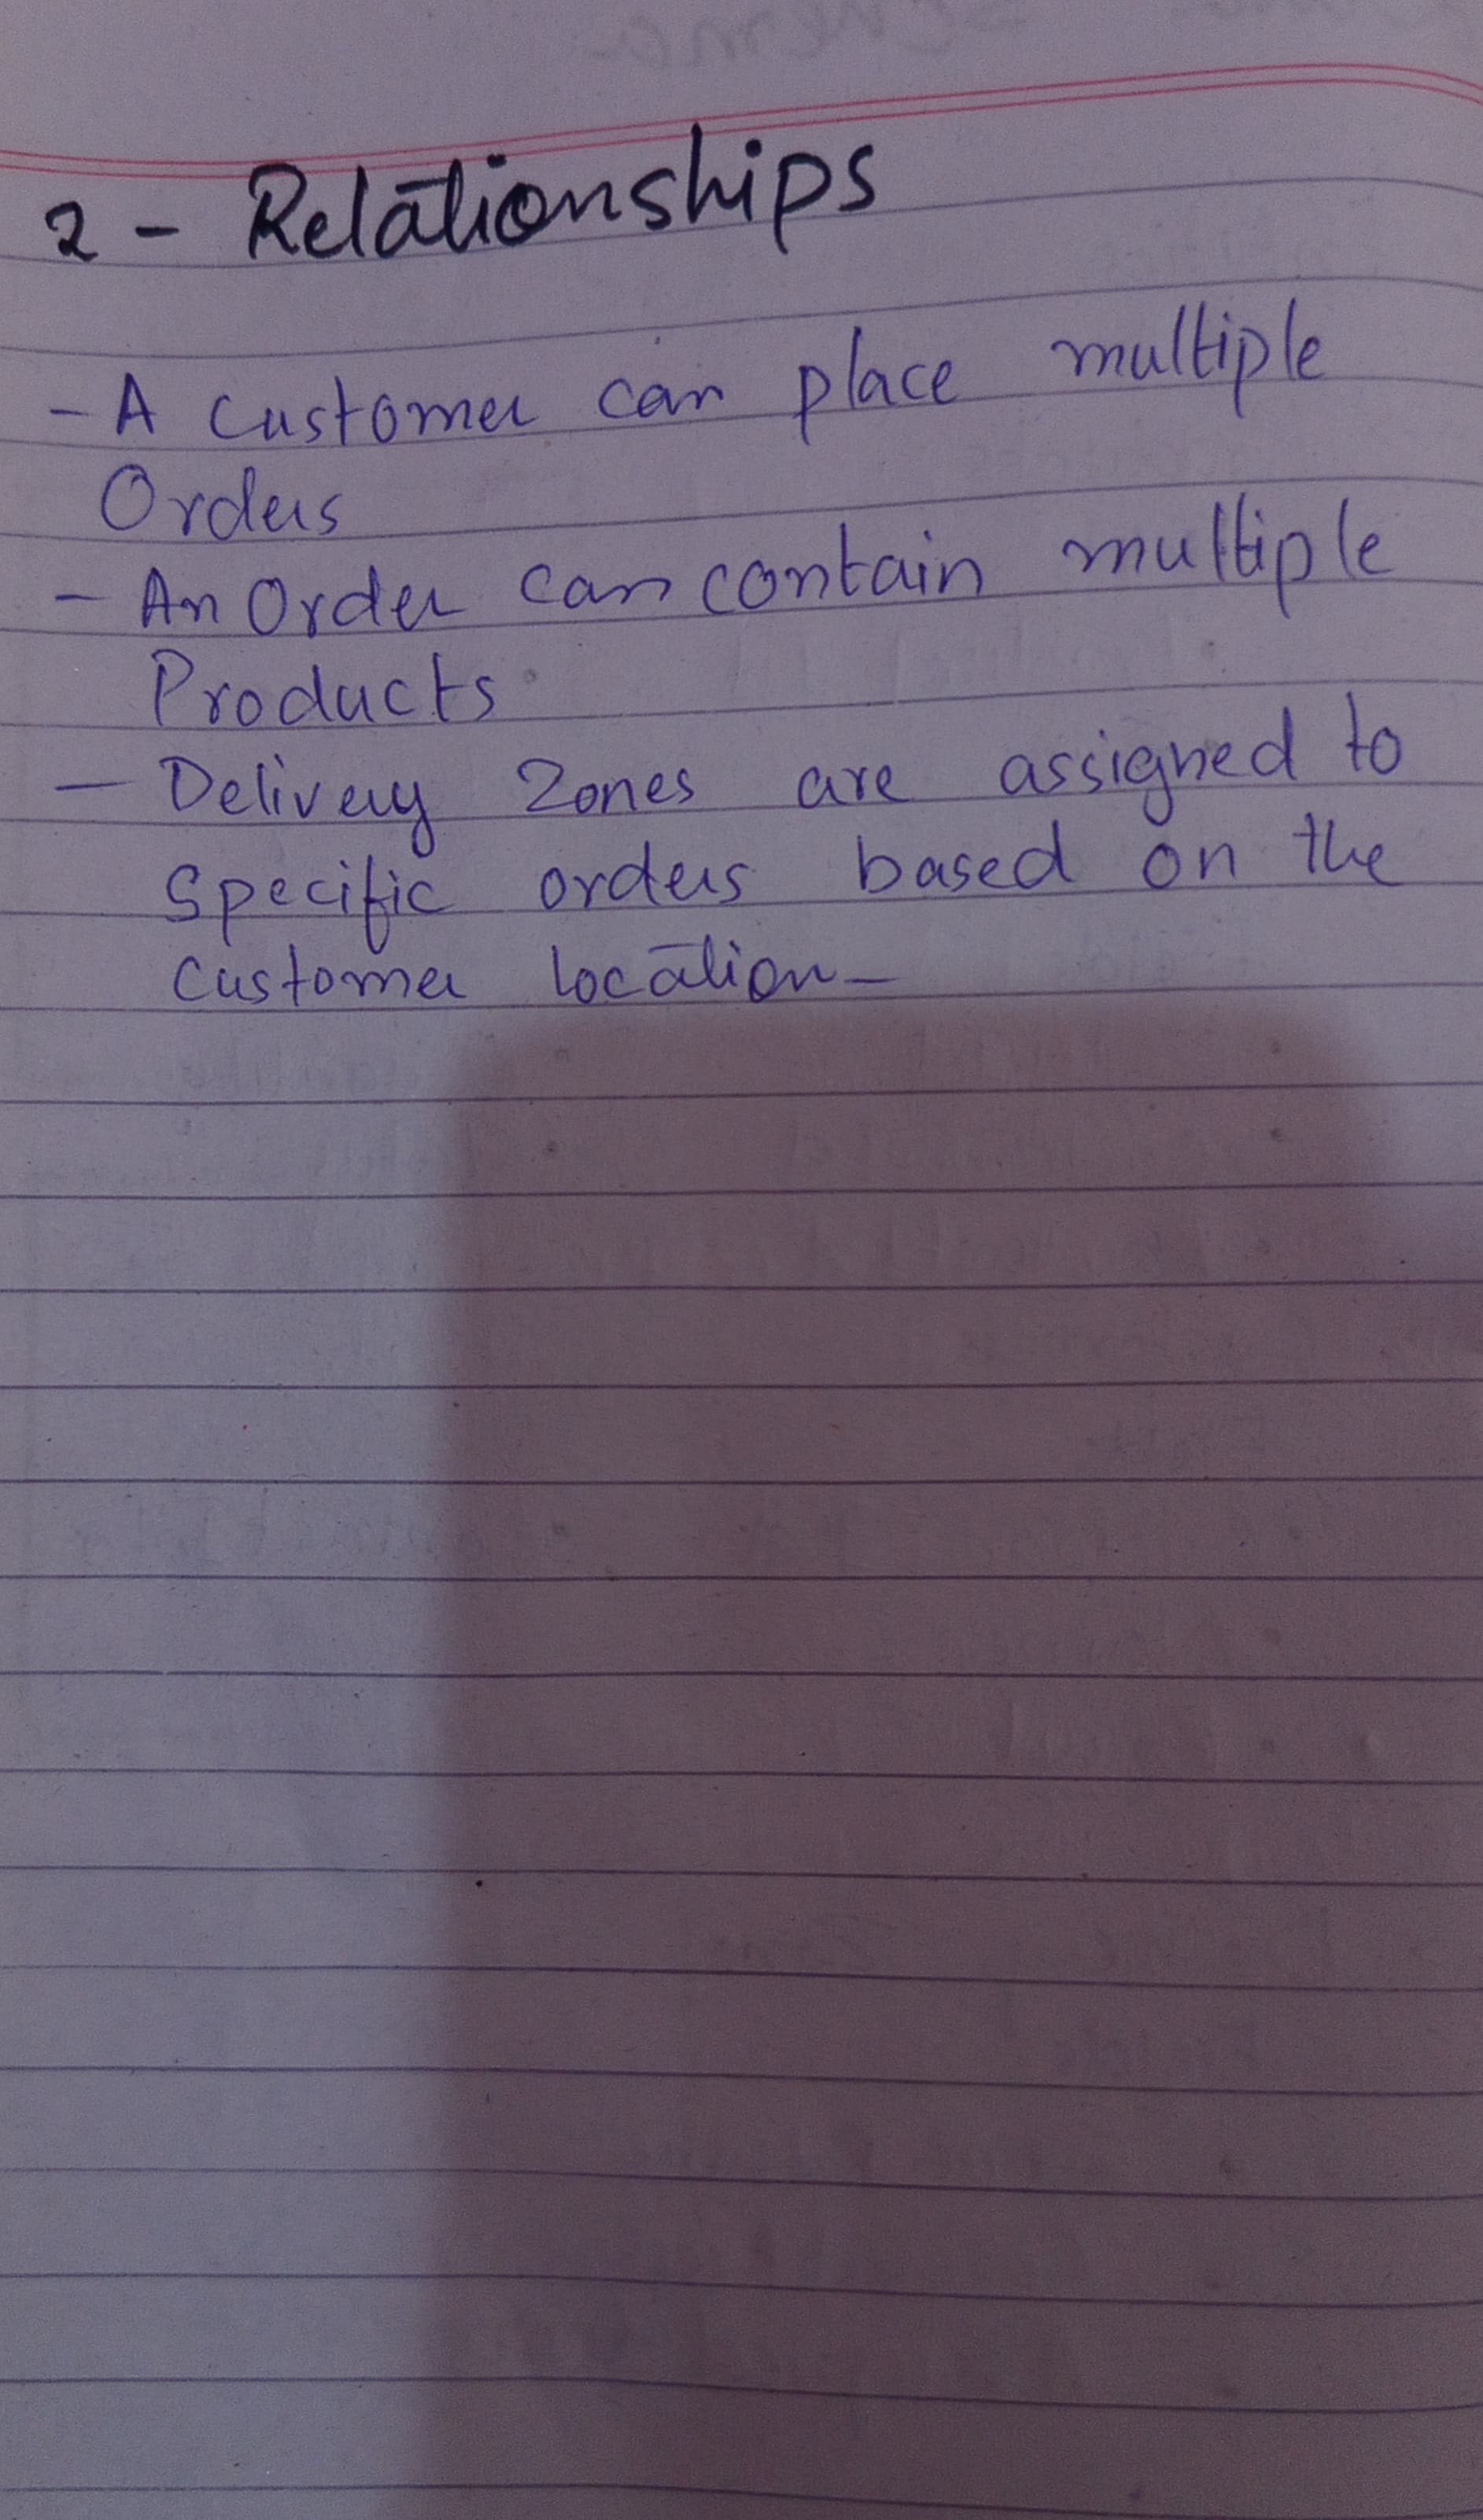 2 - Relationships
- A Customer can place multiple
Orders
- An Order can contain multiple
Products
- Delivery Zones are assigned to
Specific orders based on the
Customer location-